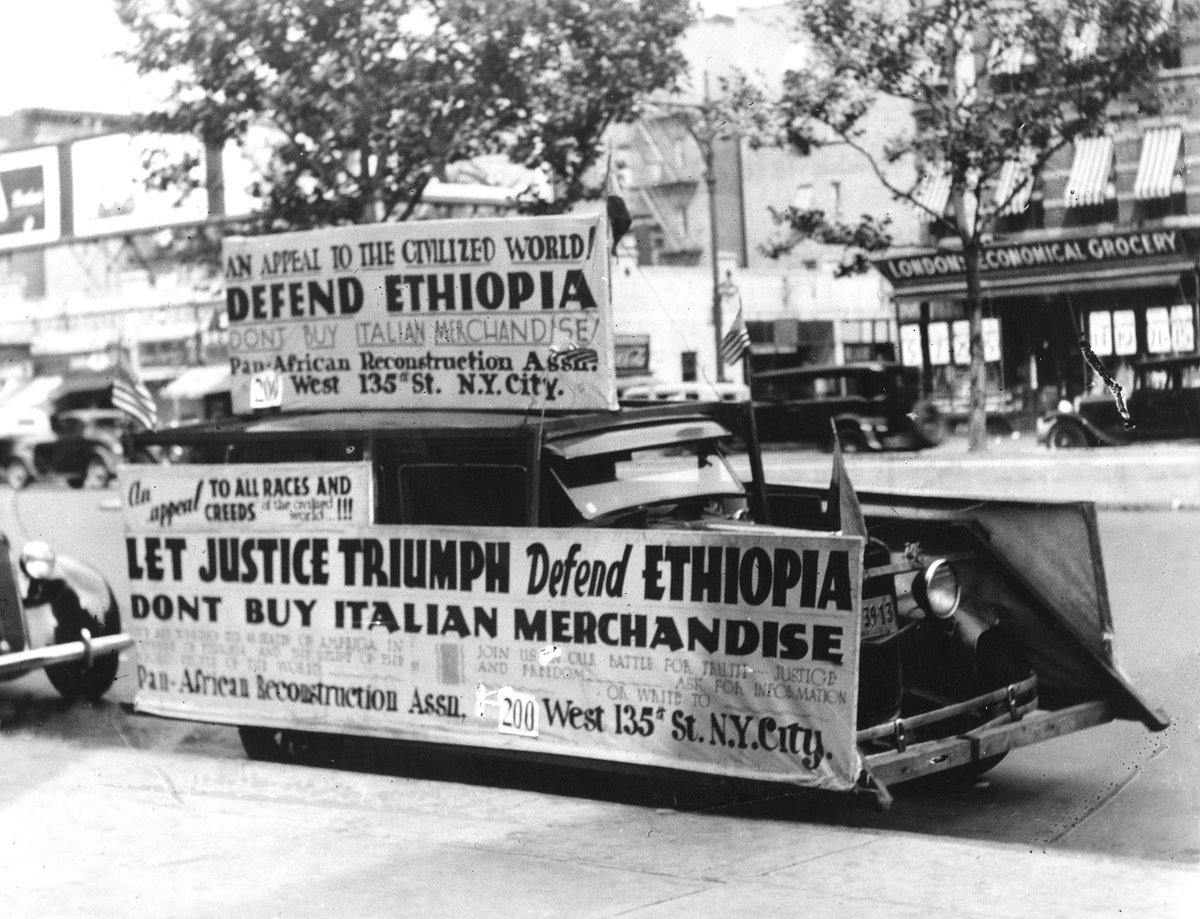 AN APPEAL TO THE CIVILIZED WORLD!
DEFEND ETHIOPIA
DONT BUY ITALIAN MERCHANDISE!
Pan-African Reconstruction Assn.
200 West 135th St. N.Y.City.
LONDONS ECONOMICAL GROCERY
An appeal! TO ALL RACES AND
CREEDS of the civilized
world...!!!
LET JUSTICE TRIUMPH Defend ETHIOPIA
DONT BUY ITALIAN MERCHANDISE
JOIN US IN OUR BATTLE FOR TRUTH JUSTICE
AND FREEDOM ASK FOR INFORMATION
OR WRITE TO
Pan-African Reconstruction Assn. 200 West 135th St. N.Y.City.
39-13